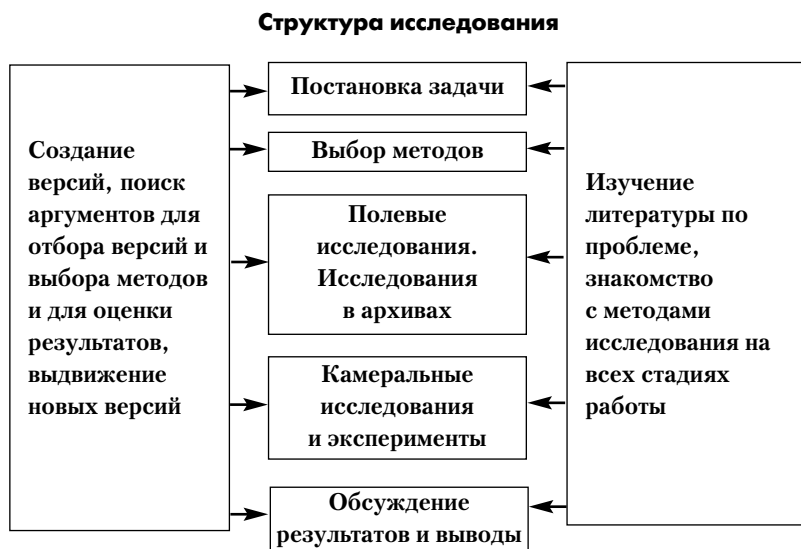 Структура исследования
Создание
версий, поиск
аргументов для
отбора версий и
выбора методов
и для оценки
результатов,
выдвижение
новых версий
Постановка задачи
Выбор методов
Полевые
исследования.
Исследования
в архивах
Камеральные
исследования
и эксперименты
Обсуждение
результатов и выводы
Изучение
литературы по
проблеме,
знакомство
с методами
исследования на
всех стадиях
работы